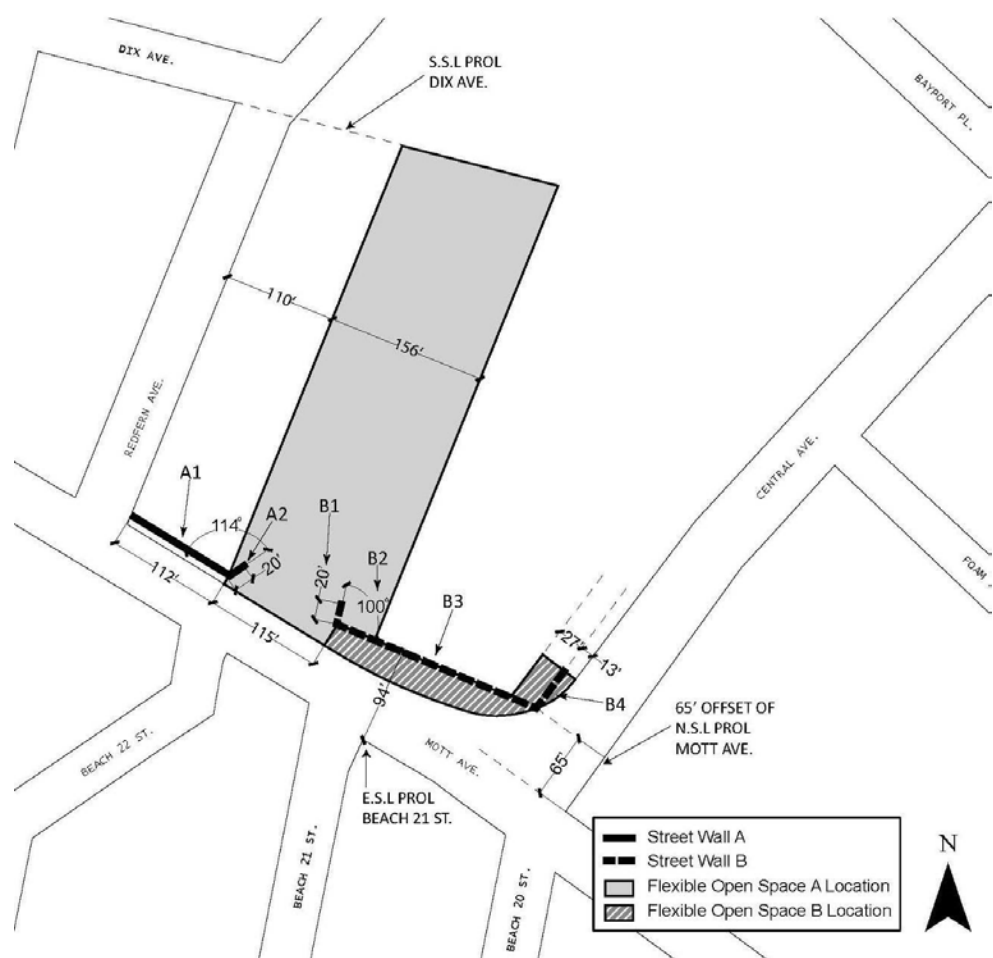 DIX AVE.
S.S.L PROL
DIX AVE.
BAYPORT PL.
110'
156'
REDFERN AVE.
CENTRAL AVE.
A1
114°
A2
20'
B1
20'
B2
100°
B3
112'
115'
27'
13'
B4
94'
65'
MOTT AVE.
65' OFFSET OF
N.S.L PROL
MOTT AVE.
BEACH 22 ST.
E.S.L PROL
BEACH 21 ST.
BEACH 21 ST.
BEACH 20 ST.
Street Wall A
Street Wall B
Flexible Open Space A Location
Flexible Open Space B Location
N
FOAM